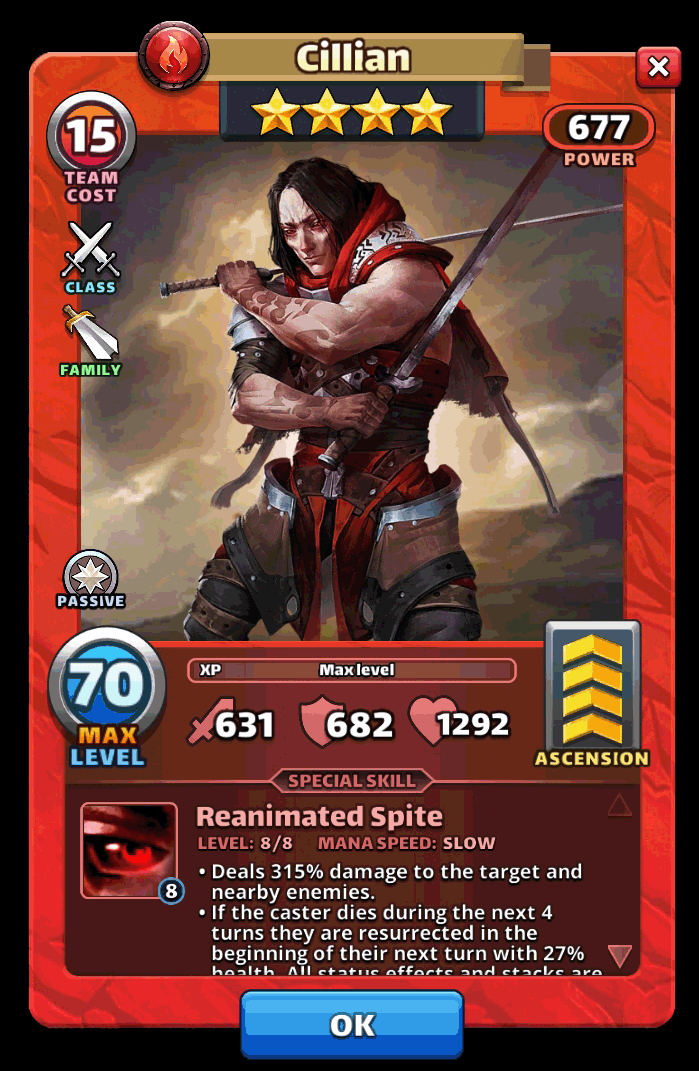 Cillian
15
TEAM
COST
677
POWER
CLASS
FAMILY
PASSIVE
70
MAX
LEVEL
XP Max level
631 682 1292
ASCENSION
SPECIAL SKILL
Reanimated Spite
LEVEL: 8/8 MANA SPEED: SLOW
8
• Deals 315% damage to the target and
nearby enemies.
• If the caster dies during the next 4
turns they are resurrected in the
beginning of their next turn with 27%
health. All status effects and stacks are
OK